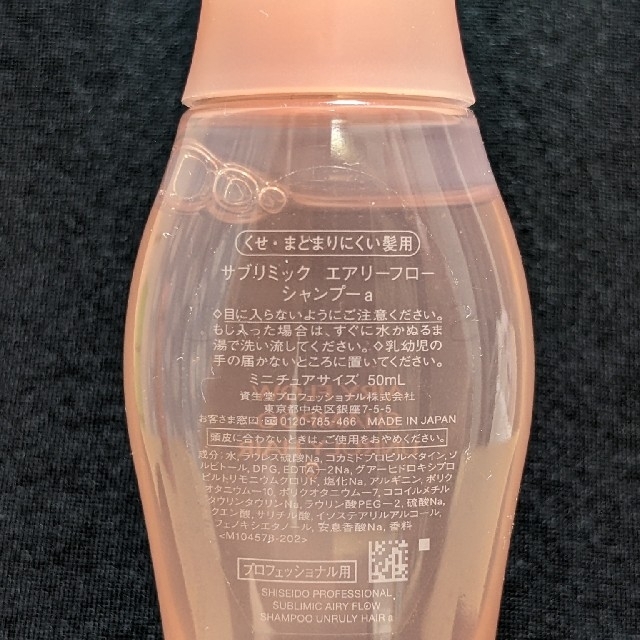 くせ・まとまりにくい髪用
サブリミック エアリーフロー
シャンプーa
◇目に入らないようにご注意ください。
もし入った場合は、すぐに水かぬるま
湯で洗い流してください。◇乳幼児の
手の届かないところに置いてください。
ミニチュアサイズ 50mL
資生堂プロフェッショナル株式会社
東京都中央区銀座7-5-5
お客さま窓口 0120-785-466 MADE IN JAPAN
頭皮に合わないときは、ご使用をおやめください。
成分:水、ラウレス硫酸Na、コカミドプロピルベタイン、ソ
ルビトール、DPG、EDTA-2Na、グアーヒドロキシプロ
ピルトリモニウムクロリド、塩化Na、アルギニン、ポリク
オタニウム-10、ポリクオタニウム-7、ココイルメチル
タウリンタウリンNa、ラウリン酸PEG-2、硫酸Na、
クエン酸、サリチル酸、イソステアリルアルコール、
フェノキシエタノール、安息香酸Na、香料
<M10457β-202>
プロフェッショナル用
SHISEIDO PROFESSIONAL
SUBLIMIC AIRY FLOW
SHAMPOO UNRULY HAIR a